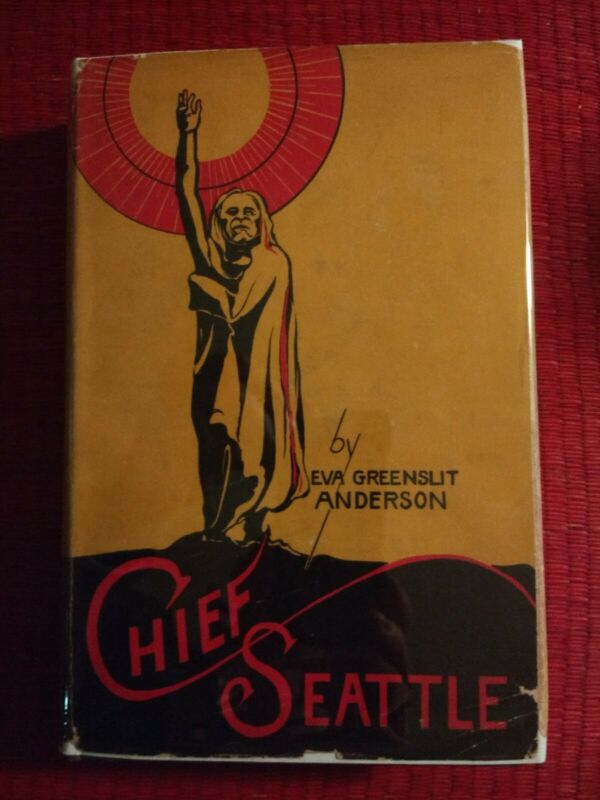 by
EVA GREENSLIT
ANDERSON
CHIEF
SEATTLE